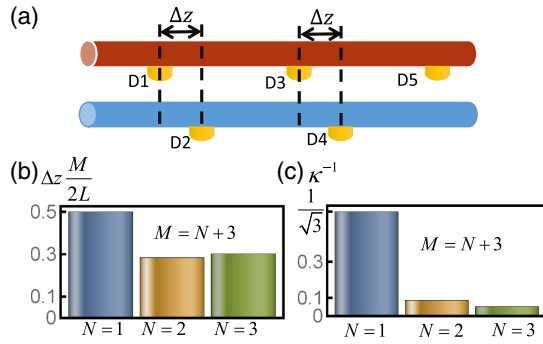 (a)
Δz Δz
D1 D3 D5
D2 D4
(b) Δz M/2L
0.5
0.3
0.1
0
M = N + 3
N = 1 N = 2 N = 3
(c) κ⁻¹
1/√3
0.3
0.1
0
M = N + 3
N = 1 N = 2 N = 3